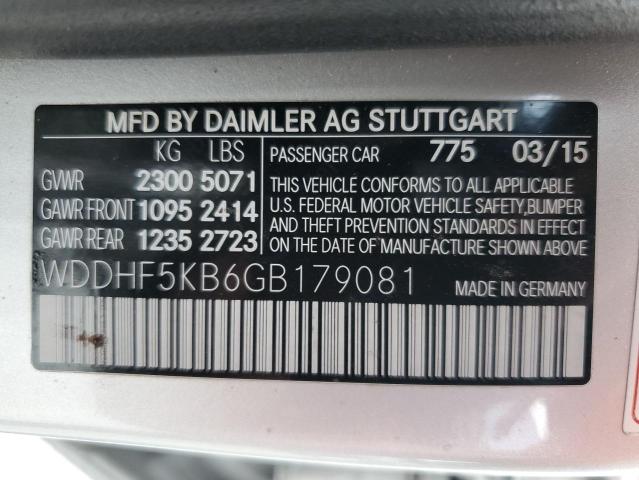 MFD BY DAIMLER AG STUTTGART
KG LBS
GVWR 2300 5071
GAWR FRONT 1095 2414
GAWR REAR 1235 2723
PASSENGER CAR 775 03/15
THIS VEHICLE CONFORMS TO ALL APPLICABLE
U.S. FEDERAL MOTOR VEHICLE SAFETY, BUMPER
AND THEFT PREVENTION STANDARDS IN EFFECT
ON THE DATE OF MANUFACTURE SHOWN ABOVE.
WDDHF5KB6GB179081
MADE IN GERMANY